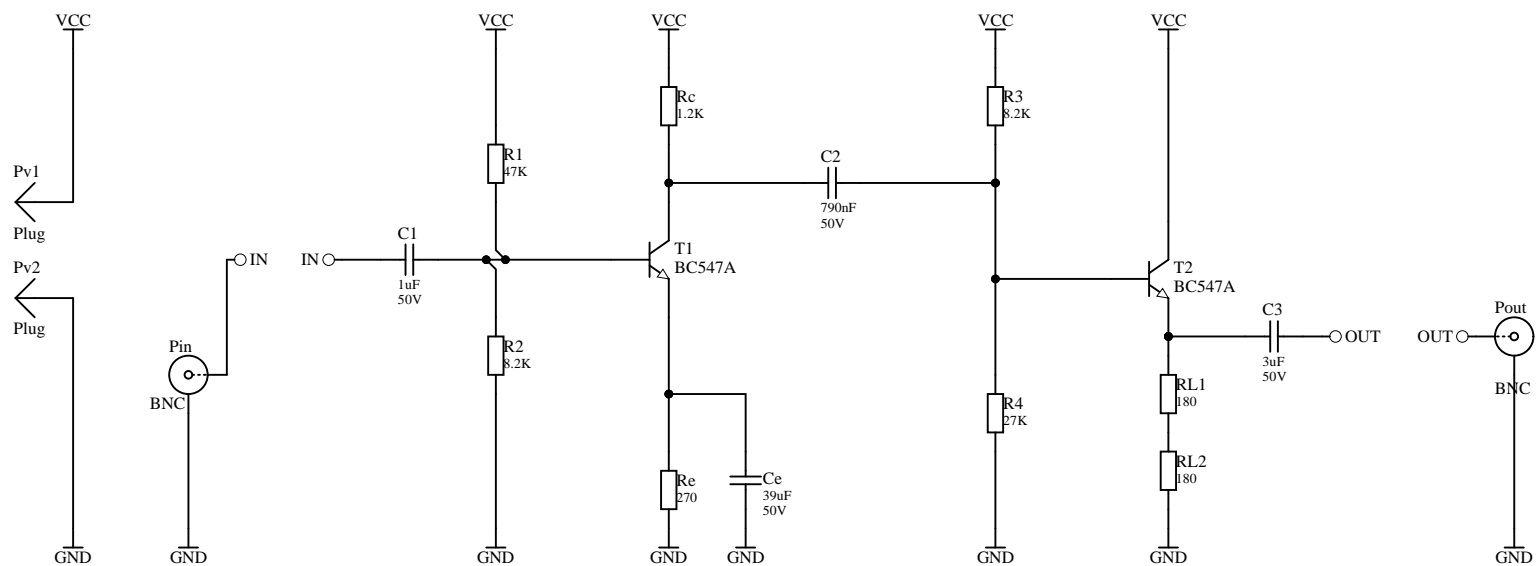 VCC
VCC
VCC
VCC
VCC
Rc
1.2K
R3
8.2K
R1
47K
C2
790nF
50V
Pv1
Plug
C1
1uF
50V
IN
IN
T1
BC547A
Pv2
Plug
T2
BC547A
C3
3uF
50V
OUT
OUT
Pout
BNC
Pin
BNC
R2
8.2K
RL1
180
R4
27K
RL2
180
Re
270
Ce
39uF
50V
GND
GND
GND
GND
GND
GND
GND
GND